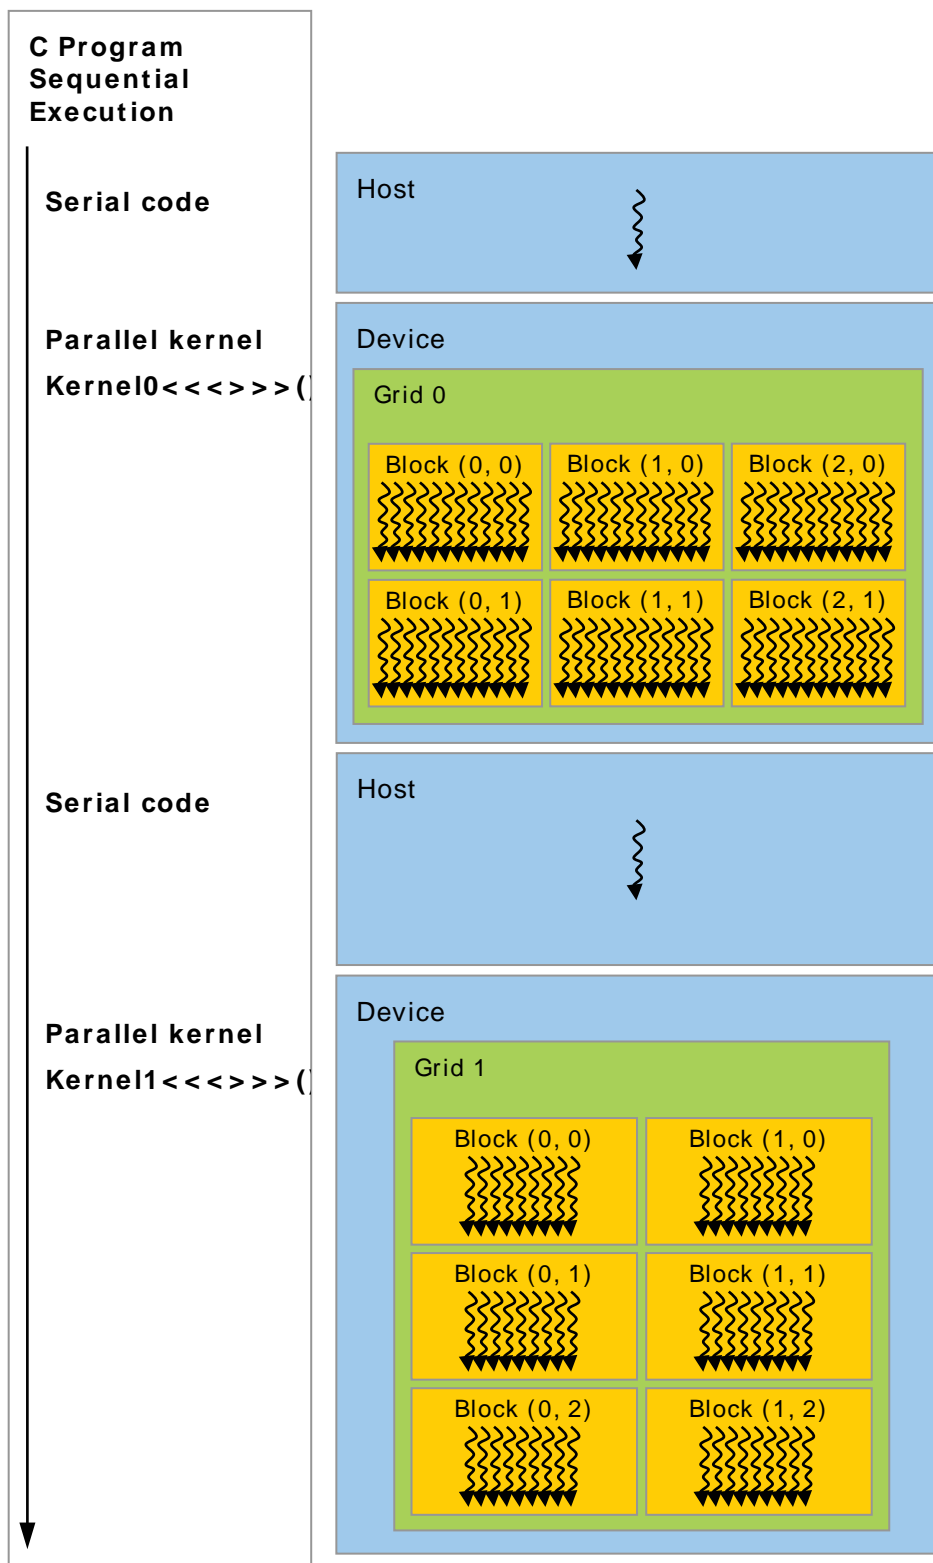 C Program
Sequential
Execution
Serial code
Host
Parallel kernel
Kernel0<<<>>>()
Device
Grid 0
Block (0, 0) Block (1, 0) Block (2, 0)
Block (0, 1) Block (1, 1) Block (2, 1)
Serial code
Host
Parallel kernel
Kernel1<<<>>>()
Device
Grid 1
Block (0, 0) Block (1, 0)
Block (0, 1) Block (1, 1)
Block (0, 2) Block (1, 2)